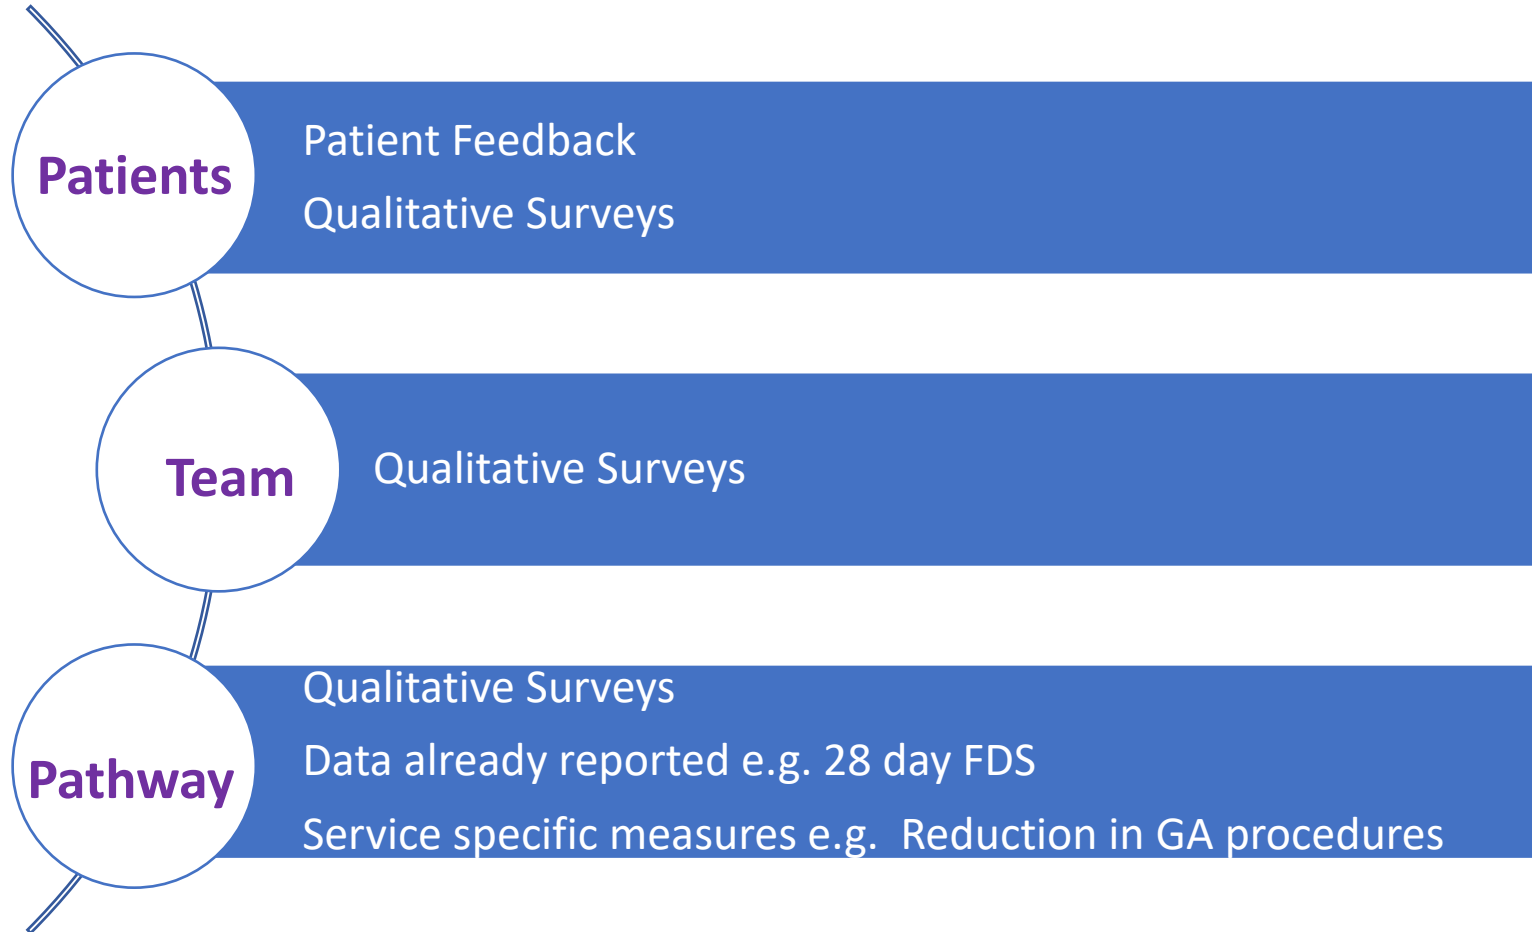 Patients
Patient Feedback
Qualitative Surveys
Team
Qualitative Surveys
Pathway
Qualitative Surveys
Data already reported e.g. 28 day FDS
Service specific measures e.g.  Reduction in GA procedures